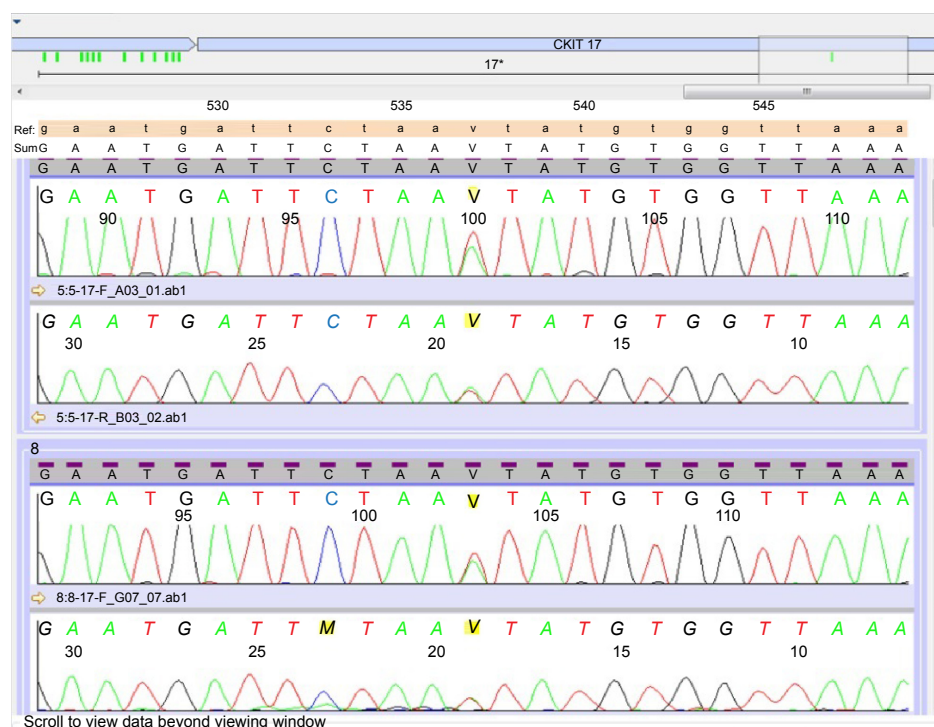 CKIT 17
17*
530 535 540 545
Ref: g a a t g a t t c t a a v t a t g t g g t t a a a
Sum G A A T G A T T C T A A V T A T G T G G T T A A A
G A A T G A T T C T A A V T A T G T G G T T A A A
G A A T G A T T C T A A V T A T G T G G T T A A A
90 95 100 105 110
5:5-17-F_A03_01.ab1
G A A T G A T T C T A A V T A T G T G G T T A A A
30 25 20 15 10
5:5-17-R_B03_02.ab1
8
G A A T G A T T C T A A V T A T G T G G T T A A A
G A A T G A T T C T A A V T A T G T G G T T A A A
95 100 105 110
8:8-17-F_G07_07.ab1
G A A T G A T T M T A A V T A T G T G G T T A A A
30 25 20 15 10
Scroll to view data beyond viewing window